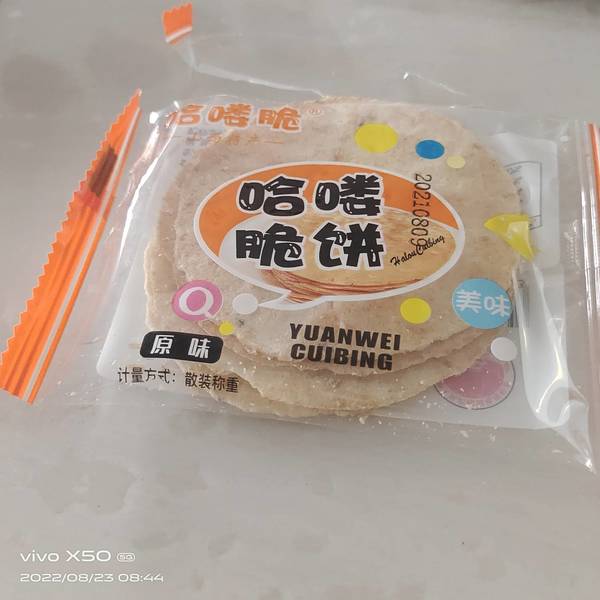 哈喽脆®
哈喽
脆饼
20210809
Halou Cuibing
Q
美味
原味
YUANWEI
CUIBING
计量方式：散装称重
vivo X50 5G
2022/08/23 08:44